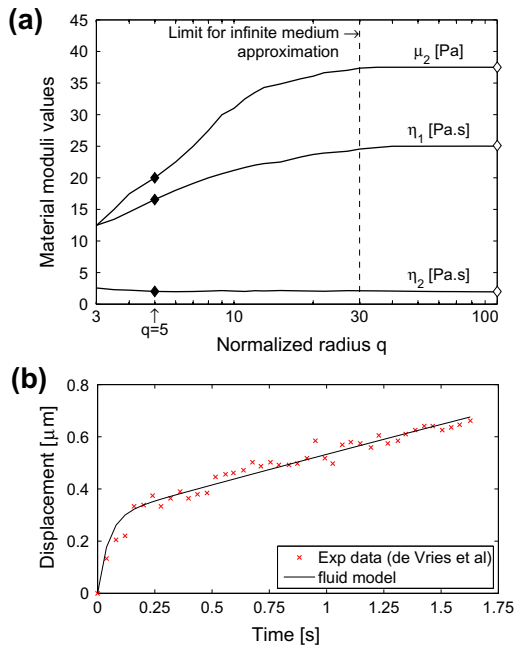 (a)
Material moduli values
45
40
35
30
25
20
15
10
5
0
Limit for infinite medium →
approximation
μ2 [Pa]
η1 [Pa.s]
η2 [Pa.s]
3
10
30
100
↑
q=5
Normalized radius q
(b)
Displacement [μm]
0.8
0.6
0.4
0.2
0
0
0.25
0.5
0.75
1
1.25
1.5
1.75
× Exp data (de Vries et al)
fluid model
Time [s]